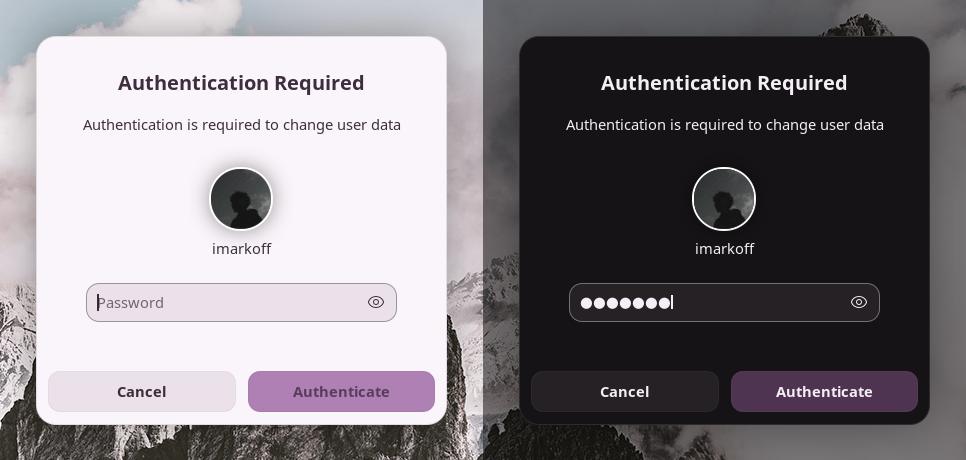 Authentication Required
Authentication is required to change user data
imarkoff
Password
Cancel
Authenticate
Authentication Required
Authentication is required to change user data
imarkoff
●●●●●●●
Cancel
Authenticate